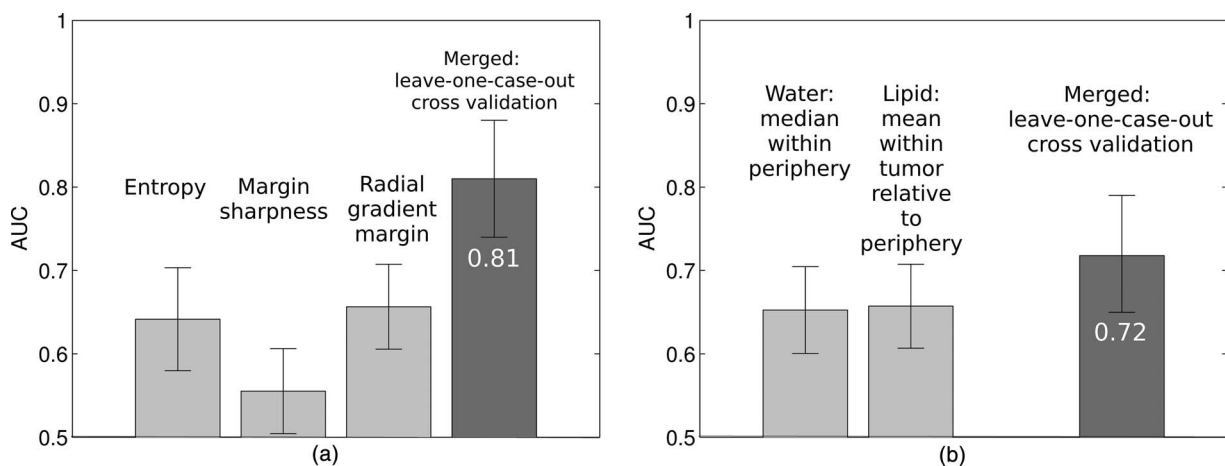 1
0.9
0.8
0.7
0.6
0.5
AUC
Entropy
Margin
sharpness
Radial
gradient
margin
Merged:
leave-one-case-out
cross validation
0.81
(a)
1
0.9
0.8
0.7
0.6
0.5
AUC
Water:
median
within
periphery
Lipid:
mean
within
tumor
relative
to
periphery
Merged:
leave-one-case-out
cross validation
0.72
(b)